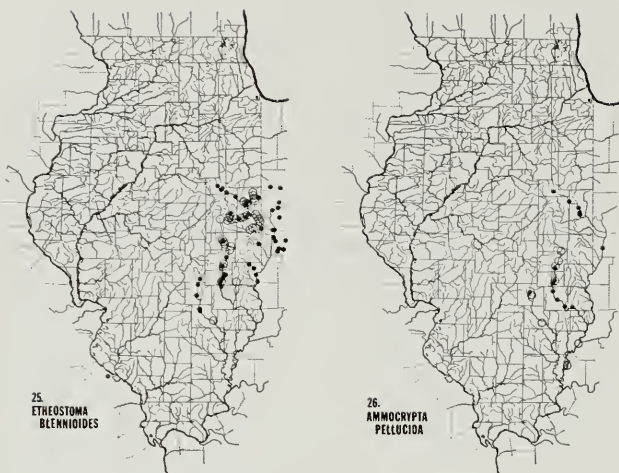 25.
ETHEOSTOMA
BLENNIOIDES
26.
AMMOCRYPTA
PELLUCIDA